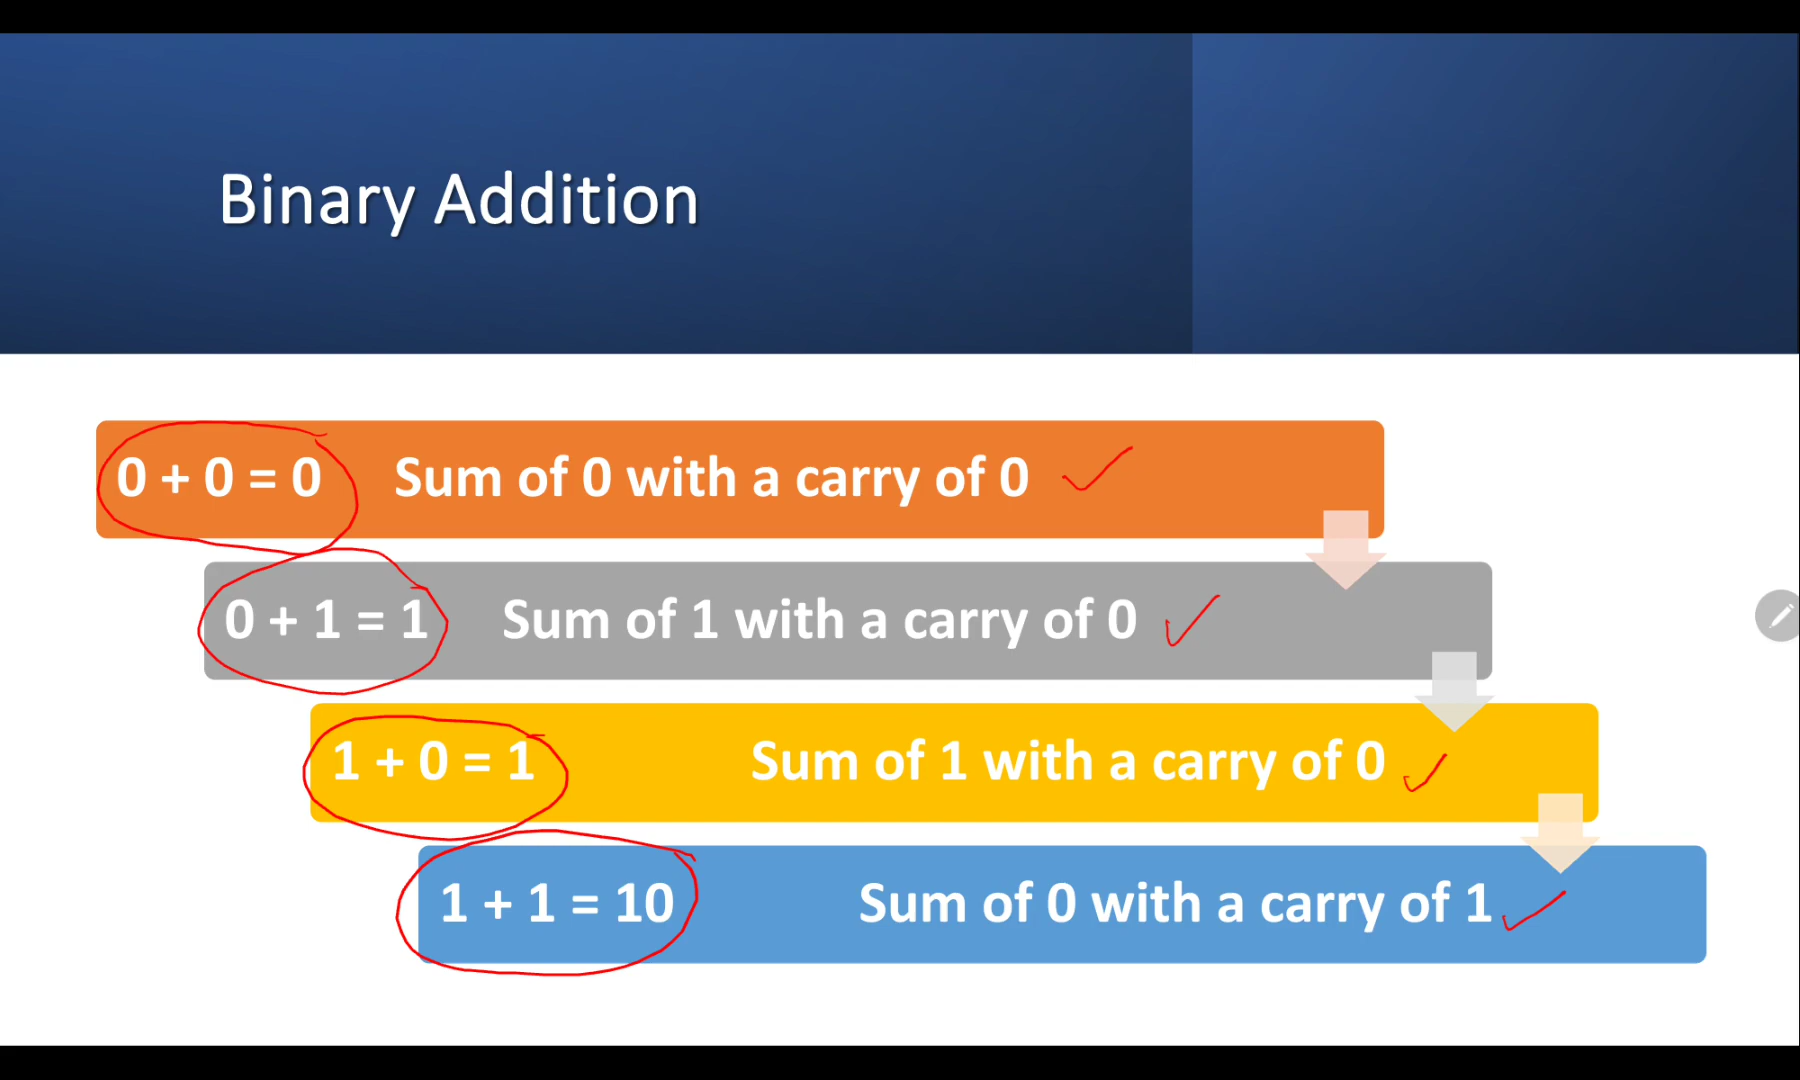 Binary Addition
0 + 0 = 0 Sum of 0 with a carry of 0
0 + 1 = 1 Sum of 1 with a carry of 0
1 + 0 = 1 Sum of 1 with a carry of 0
1 + 1 = 10 Sum of 0 with a carry of 1